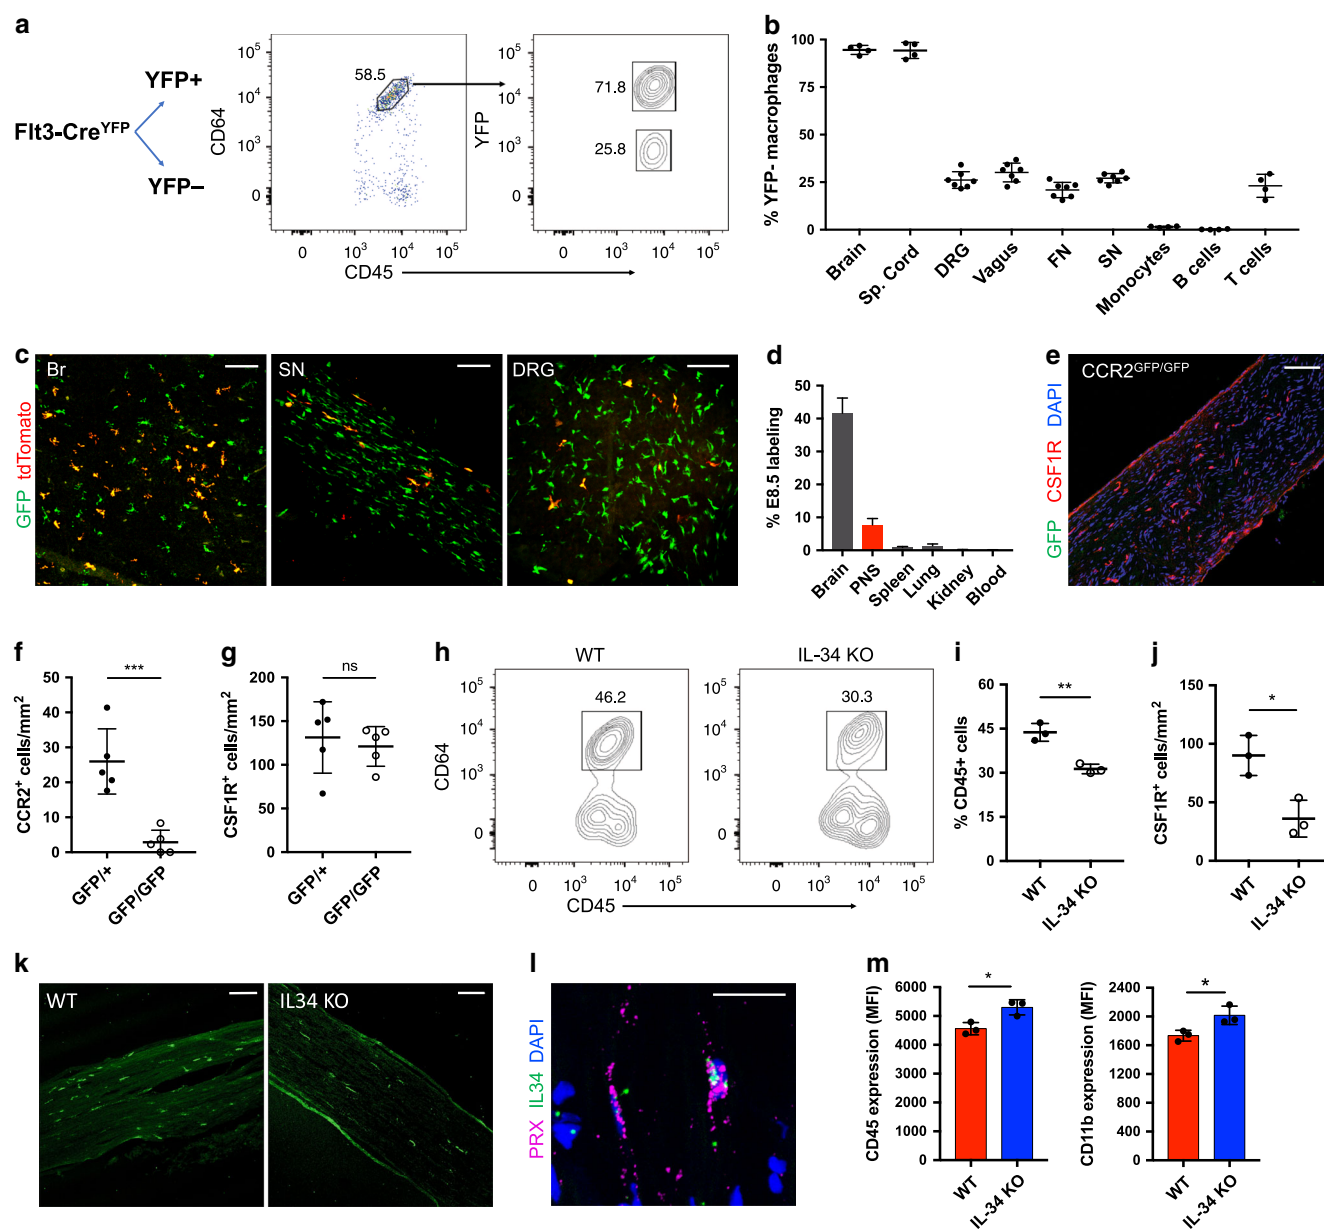 a
Flt3-CreYFP
YFP+
YFP–
CD64
10^5
10^4
10^3
0
58.5
0 10^3 10^4 10^5
CD45
YFP
10^5
10^4
10^3
0
71.8
25.8
0 10^3 10^4 10^5
b
% YFP- macrophages
100
75
50
25
0
Brain
Sp. Cord
DRG
Vagus
FN
SN
Monocytes
B cells
T cells
c
GFP tdTomato
Br
SN
DRG
d
% E8.5 labeling
50
40
30
20
10
0
Brain
PNS
Spleen
Lung
Kidney
Blood
e
GFP CSF1R DAPI
CCR2GFP/GFP
f
CCR2+ cells/mm2
50
40
30
20
10
0
***
GFP/+
GFP/GFP
g
CSF1R+ cells/mm2
200
150
100
50
0
ns
GFP/+
GFP/GFP
h
WT
IL-34 KO
CD64
10^5
10^4
10^3
0
46.2
0 10^3 10^4 10^5
10^5
10^4
10^3
0
30.3
0 10^3 10^4 10^5
CD45
i
% CD45+ cells
60
45
30
15
0
**
WT
IL-34 KO
j
CSF1R+ cells/mm2
150
100
50
0
*
WT
IL-34 KO
k
WT
IL34 KO
l
PRX IL34 DAPI
m
CD45 expression (MFI)
6000
5000
4000
3000
2000
1000
0
*
WT
IL-34 KO
CD11b expression (MFI)
2400
2000
1600
1200
800
400
0
*
WT
IL-34 KO